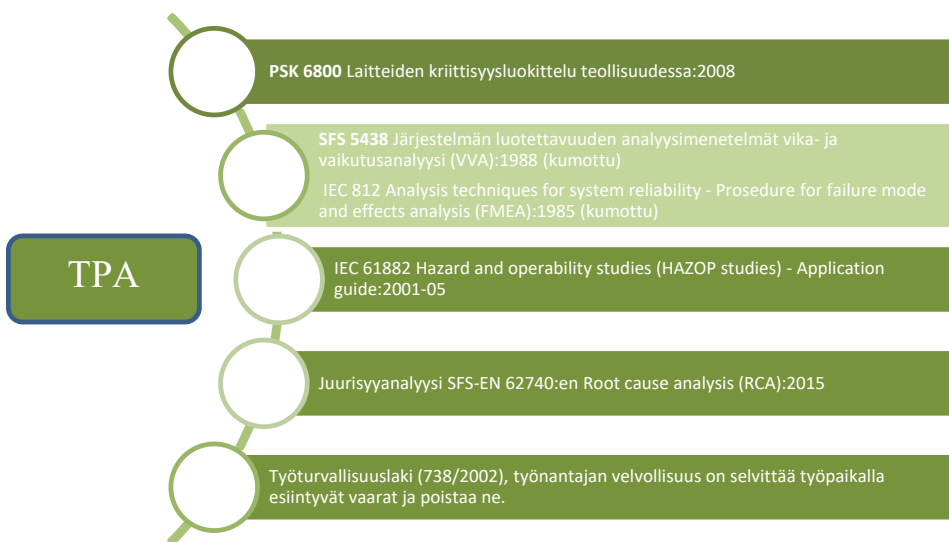 PSK 6800 Laitteiden kriittisyysluokittelu teollisuudessa:2008
SFS 5438 Järjestelmän luotettavuuden analyysimenetelmät vika- ja
vaikutusanalyysi (VVA):1988 (kumottu)
IEC 812 Analysis techniques for system reliability - Prosedure for failure mode
and effects analysis (FMEA):1985 (kumottu)
TPA
IEC 61882 Hazard and operability studies (HAZOP studies) - Application
guide:2001-05
Juurisyyanalyysi SFS-EN 62740:en Root cause analysis (RCA):2015
Työturvallisuuslaki (738/2002), työnantajan velvollisuus on selvittää työpaikalla
esiintyvät vaarat ja poistaa ne.